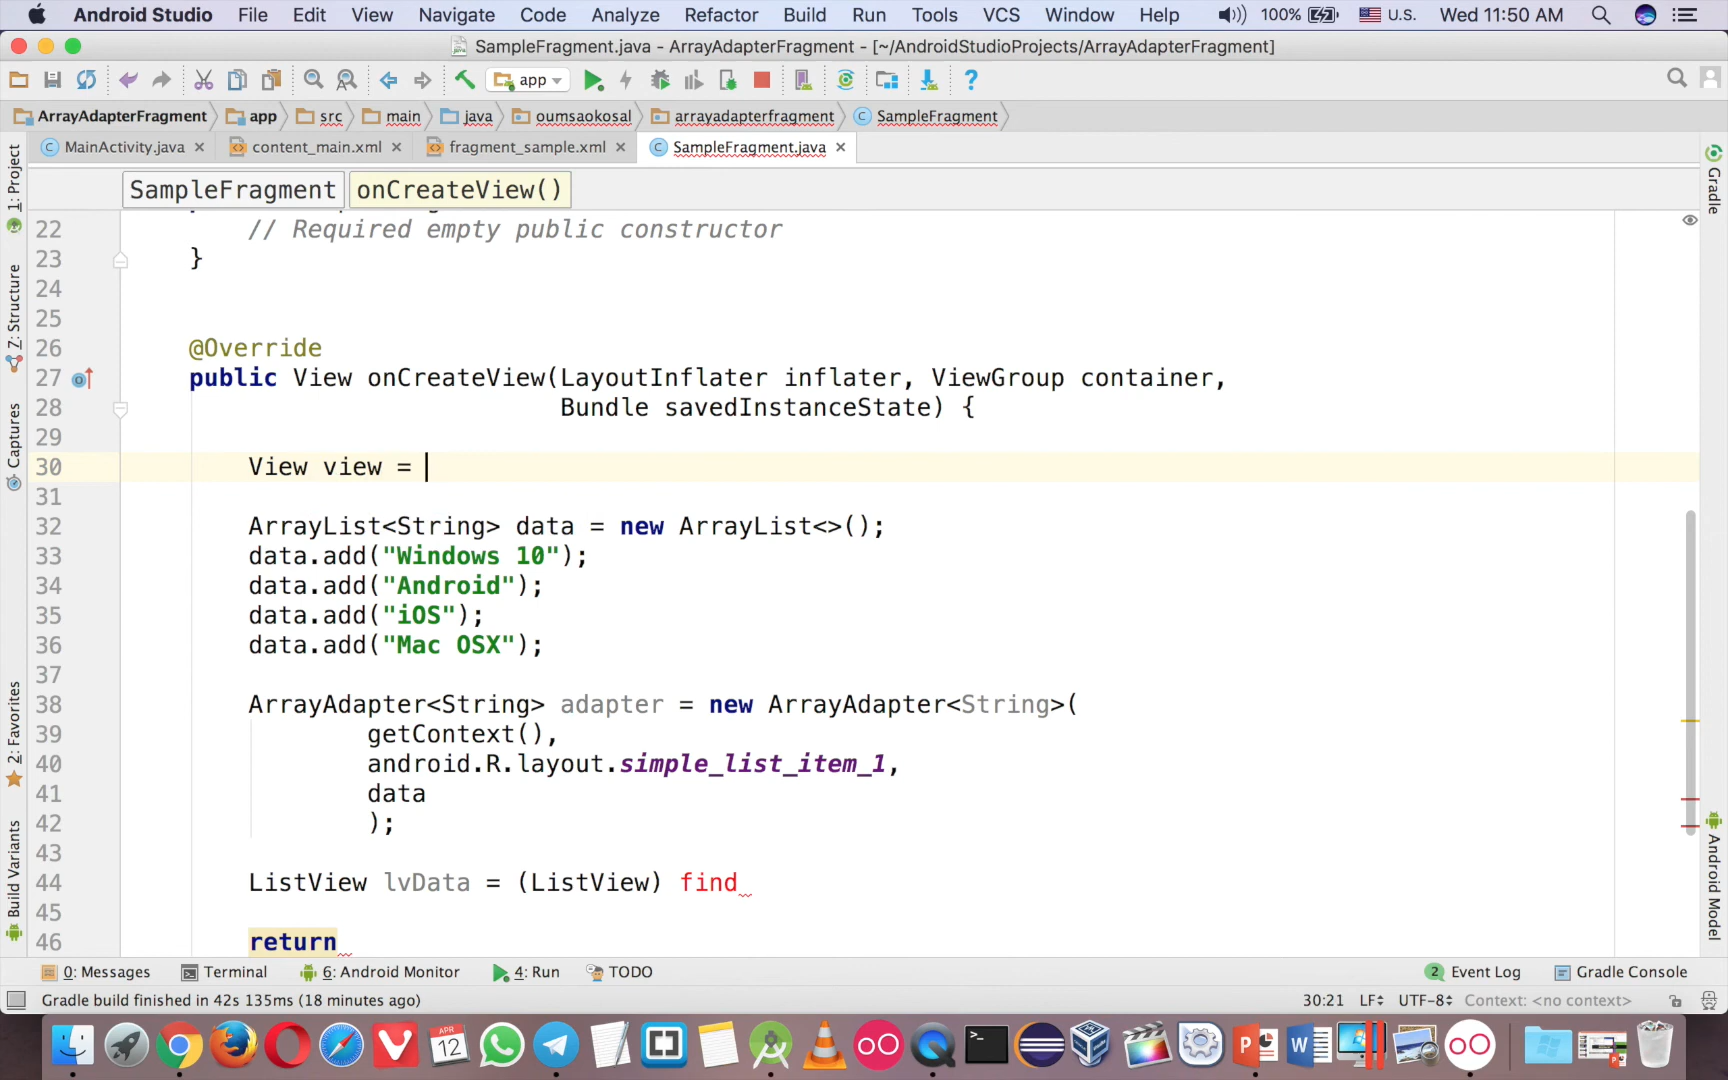 Android Studio File Edit View Navigate Code Analyze Refactor Build Run Tools VCS Window Help 100% U.S. Wed 11:50 AM
SampleFragment.java - ArrayAdapterFragment - [~/AndroidStudioProjects/ArrayAdapterFragment]
app
ArrayAdapterFragment app src main java oumsaokosal arrayadapterfragment SampleFragment
MainActivity.java content_main.xml fragment_sample.xml SampleFragment.java
SampleFragment onCreateView()
1: Project
Z: Structure
Captures
2: Favorites
Build Variants
Gradle
Android Model
22 // Required empty public constructor
23 }
24
25
26 @Override
27 public View onCreateView(LayoutInflater inflater, ViewGroup container,
28 Bundle savedInstanceState) {
29
30 View view =
31
32 ArrayList<String> data = new ArrayList<>();
33 data.add("Windows 10");
34 data.add("Android");
35 data.add("iOS");
36 data.add("Mac OSX");
37
38 ArrayAdapter<String> adapter = new ArrayAdapter<String>(
39 getContext(),
40 android.R.layout.simple_list_item_1,
41 data
42 );
43
44 ListView lvData = (ListView) find
45
46 return
0: Messages Terminal 6: Android Monitor 4: Run TODO 2 Event Log Gradle Console
Gradle build finished in 42s 135ms (18 minutes ago) 30:21 LF UTF-8 Context: <no context>
APR
12